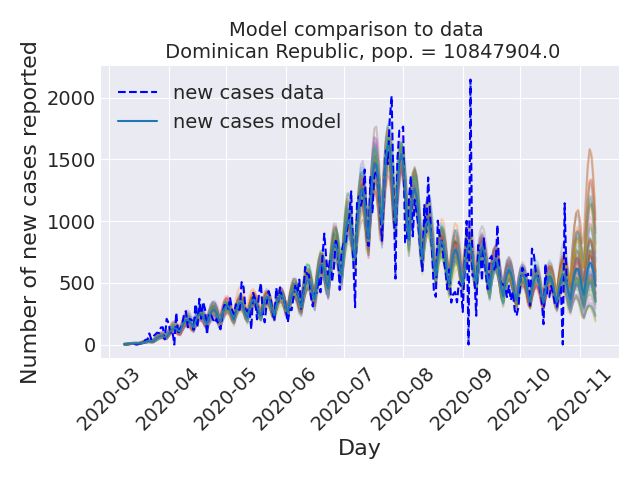 Model comparison to data
Dominican Republic, pop. = 10847904.0
Number of new cases reported
2000
1500
1000
500
0
new cases data
new cases model
2020-03
2020-04
2020-05
2020-06
2020-07
2020-08
2020-09
2020-10
2020-11
Day